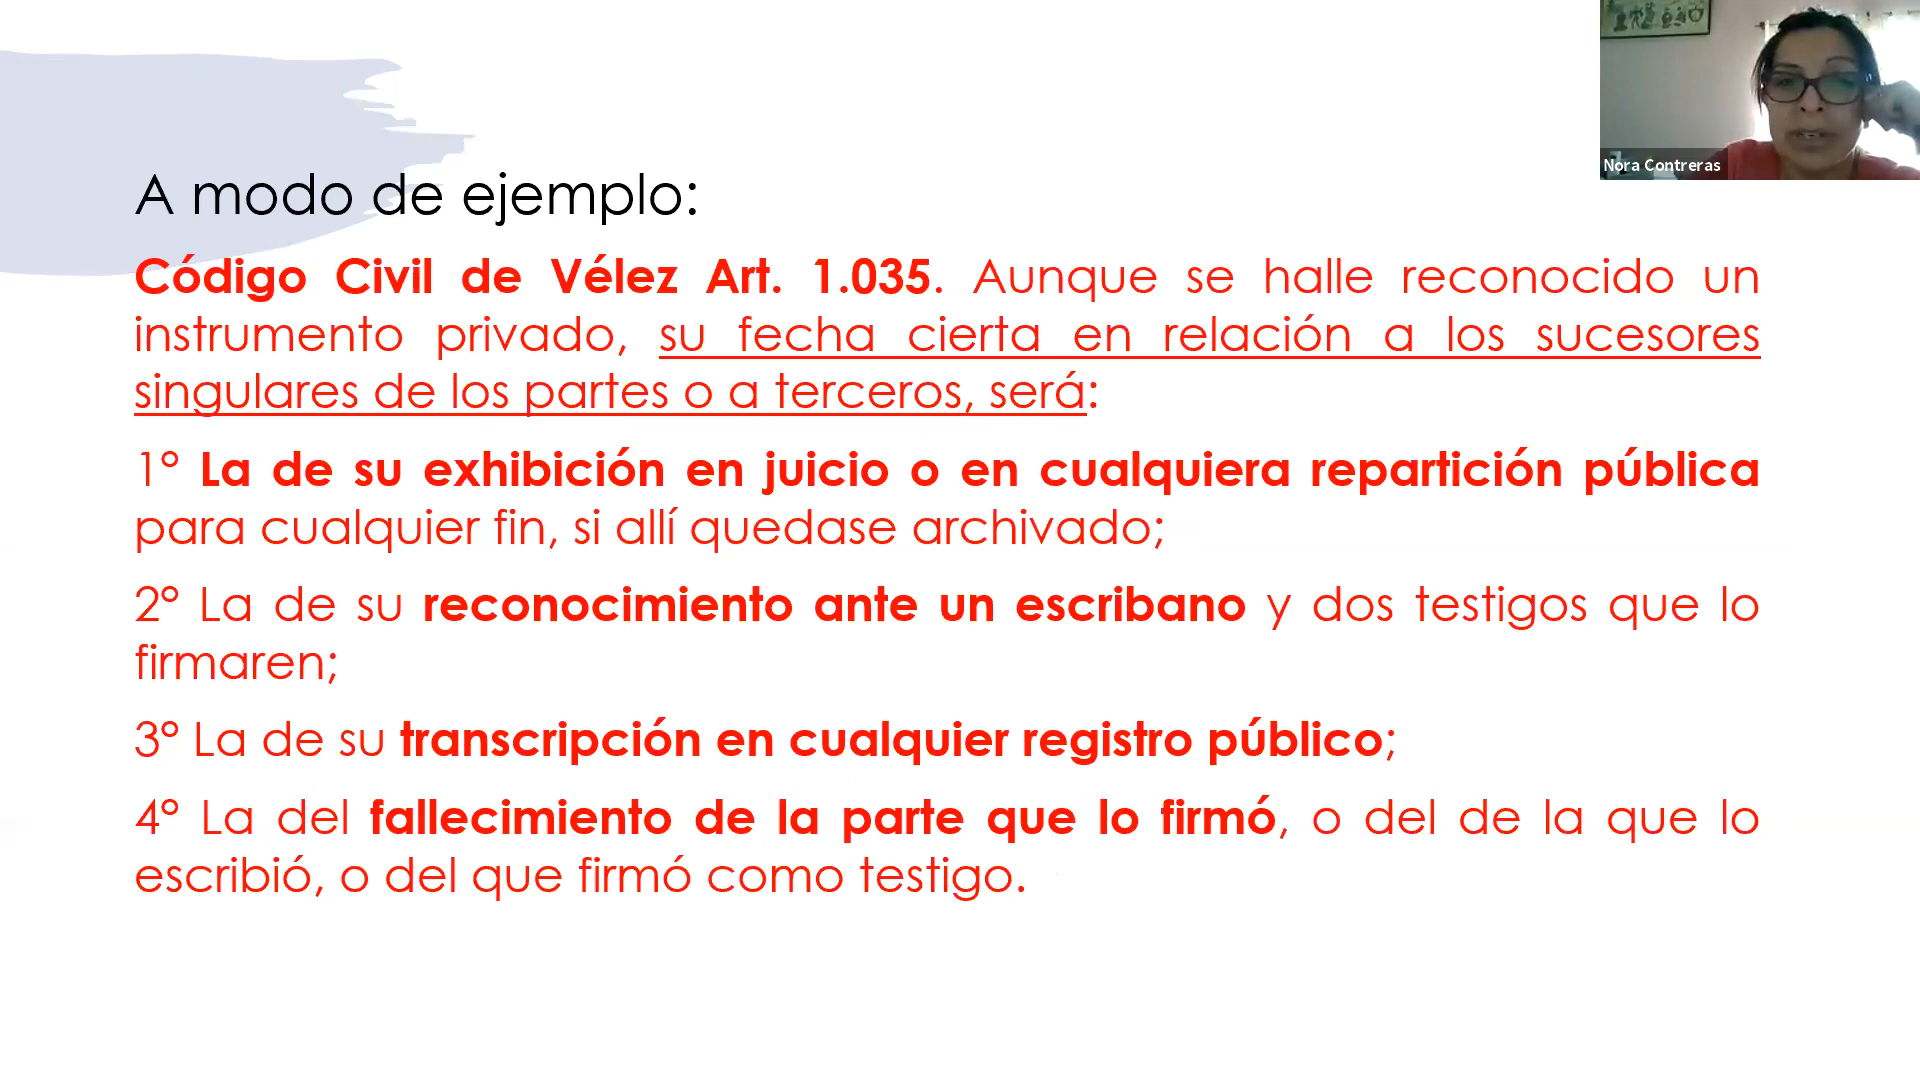 Nora Contreras
A modo de ejemplo:
Código Civil de Vélez Art. 1.035. Aunque se halle reconocido un
instrumento privado, su fecha cierta en relación a los sucesores
singulares de los partes o a terceros, será:
1° La de su exhibición en juicio o en cualquiera repartición pública
para cualquier fin, si allí quedase archivado;
2° La de su reconocimiento ante un escribano y dos testigos que lo
firmaren;
3° La de su transcripción en cualquier registro público;
4° La del fallecimiento de la parte que lo firmó, o del de la que lo
escribió, o del que firmó como testigo.